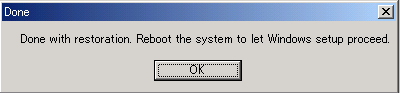 Done
Done with restoration. Reboot the system to let Windows setup proceed.
OK